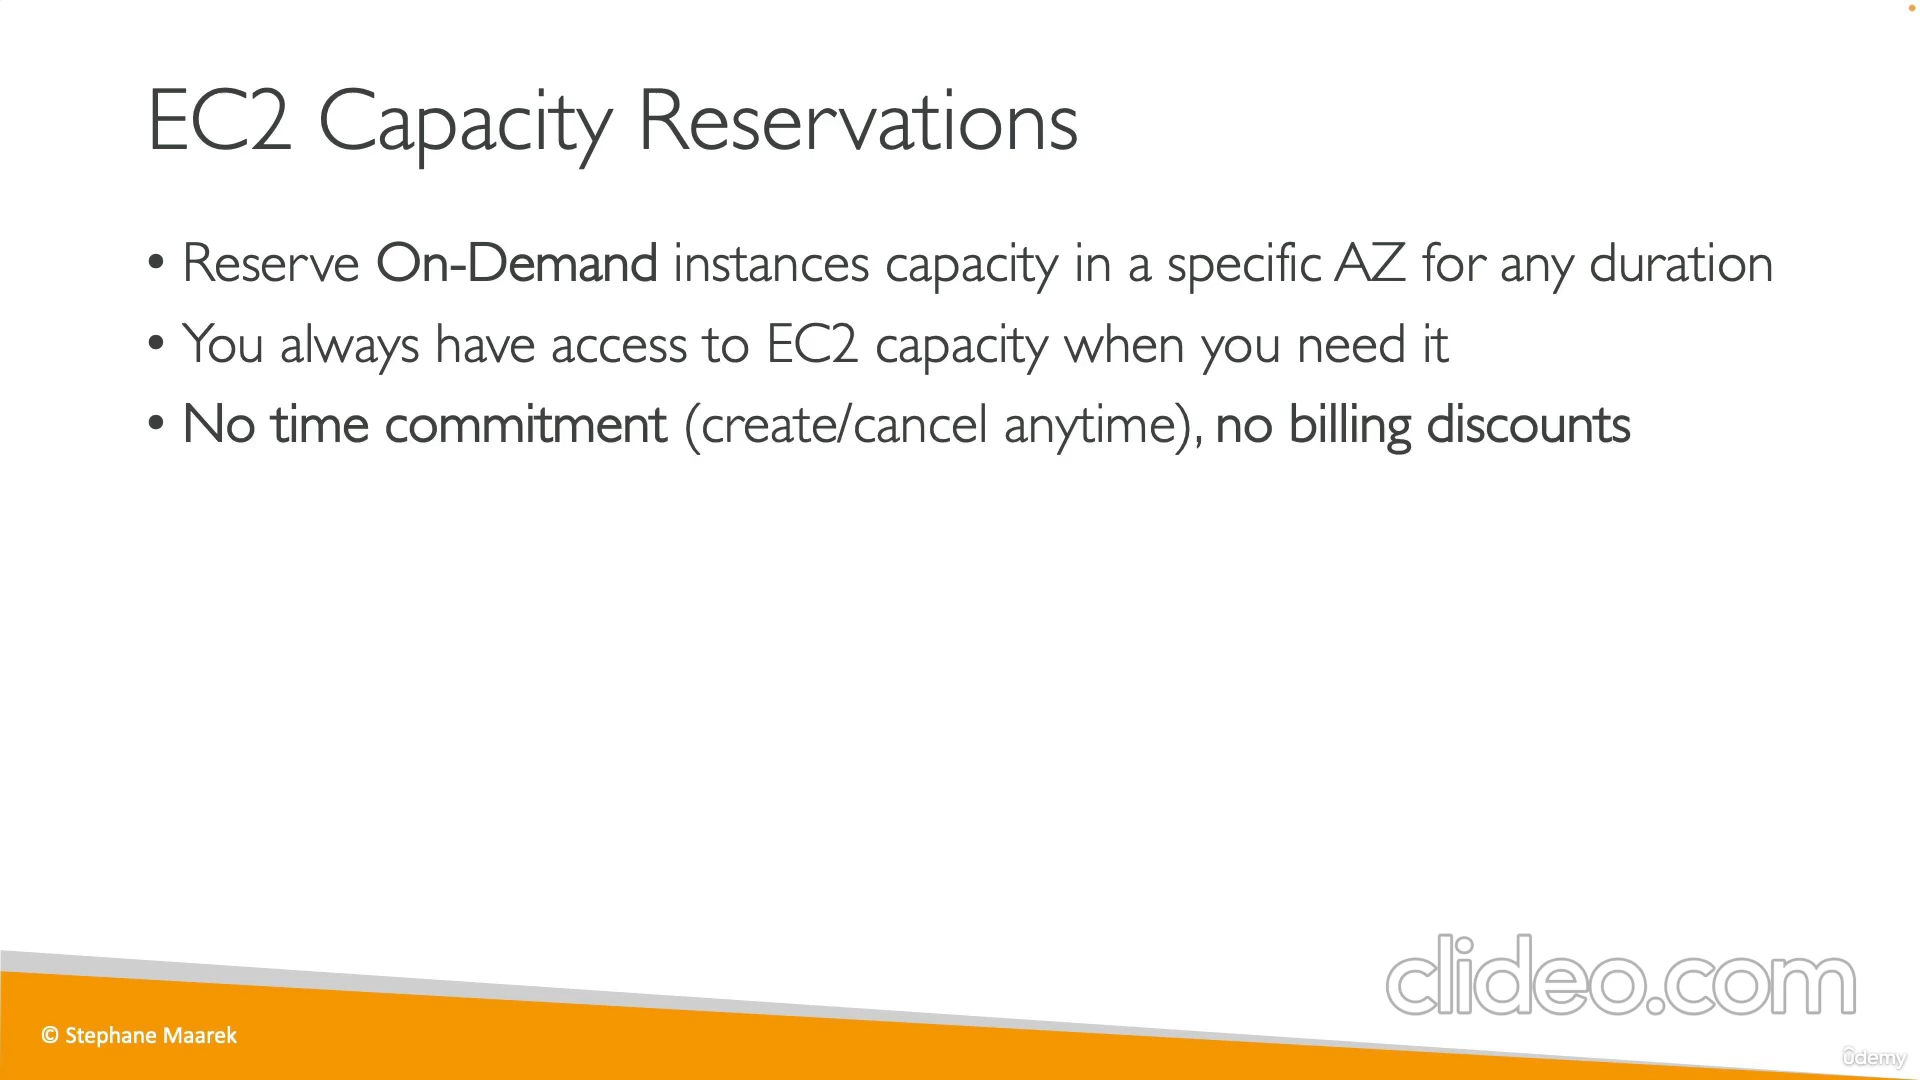 EC2 Capacity Reservations
• Reserve On-Demand instances capacity in a specific AZ for any duration
• You always have access to EC2 capacity when you need it
• No time commitment (create/cancel anytime), no billing discounts
clideo.com
© Stephane Maarek
ûdemy